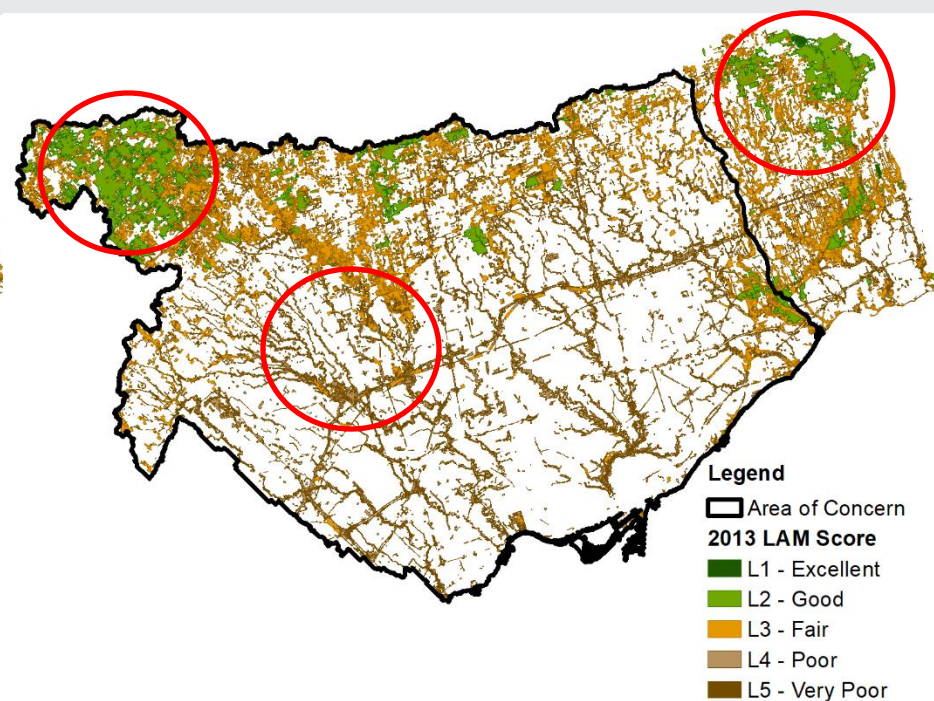 Legend
Area of Concern
2013 LAM Score
L1 - Excellent
L2 - Good
L3 - Fair
L4 - Poor
L5 - Very Poor